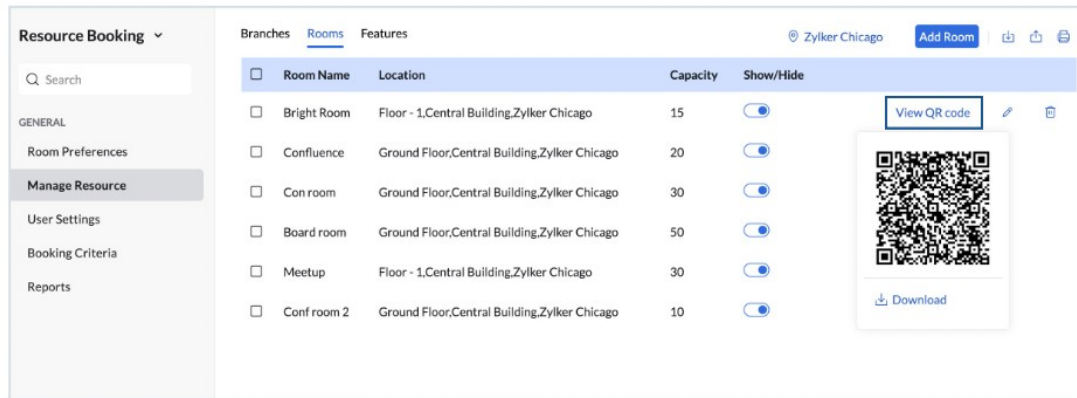 Resource Booking
Search
GENERAL
Room Preferences
Manage Resource
User Settings
Booking Criteria
Reports
Branches Rooms Features Zylker Chicago Add Room
Room Name Location Capacity Show/Hide
Bright Room Floor - 1,Central Building,Zylker Chicago 15 View QR code
Confluence Ground Floor,Central Building,Zylker Chicago 20
Con room Ground Floor,Central Building,Zylker Chicago 30
Board room Ground Floor,Central Building,Zylker Chicago 50
Meetup Floor - 1,Central Building,Zylker Chicago 30
Conf room 2 Ground Floor,Central Building,Zylker Chicago 10
Download